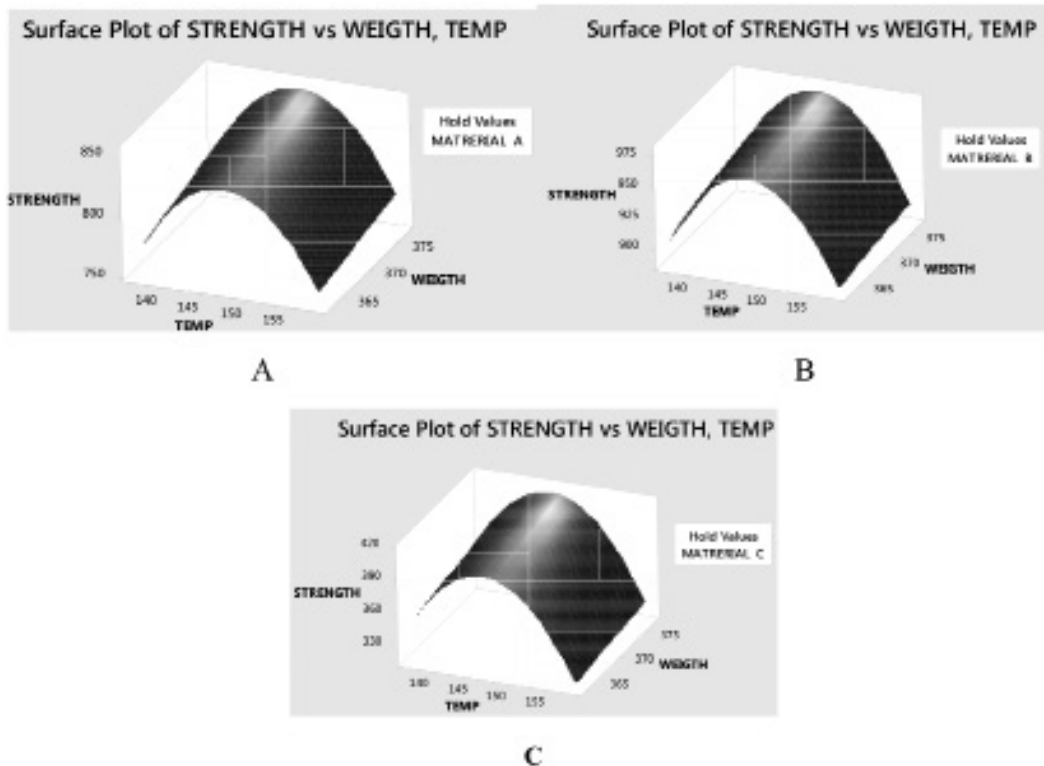 Surface Plot of STRENGTH vs WEIGTH, TEMP
Hold Values
MATRERIAL A
850
STRENGTH
800
750
375
370
WEIGTH
365
140
145
150
155
TEMP
A
Surface Plot of STRENGTH vs WEIGTH, TEMP
Hold Values
MATRERIAL B
975
950
STRENGTH
925
900
375
370
WEIGTH
365
140
145
150
155
TEMP
B
Surface Plot of STRENGTH vs WEIGTH, TEMP
Hold Values
MATRERIAL C
390
STRENGTH
360
330
375
370
WEIGTH
365
140
145
150
155
TEMP
C